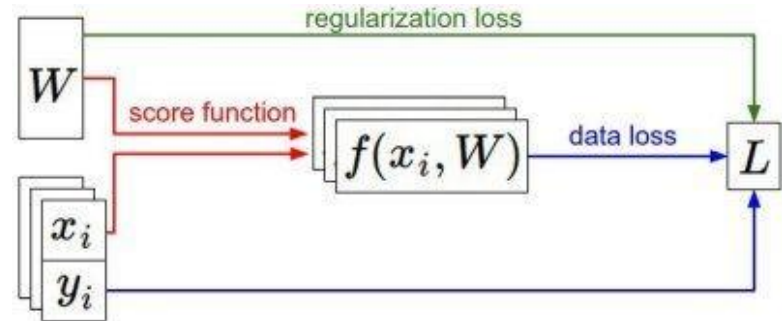 regularization loss
W
score function
f(x_i, W)
data loss
L
x_i
y_i